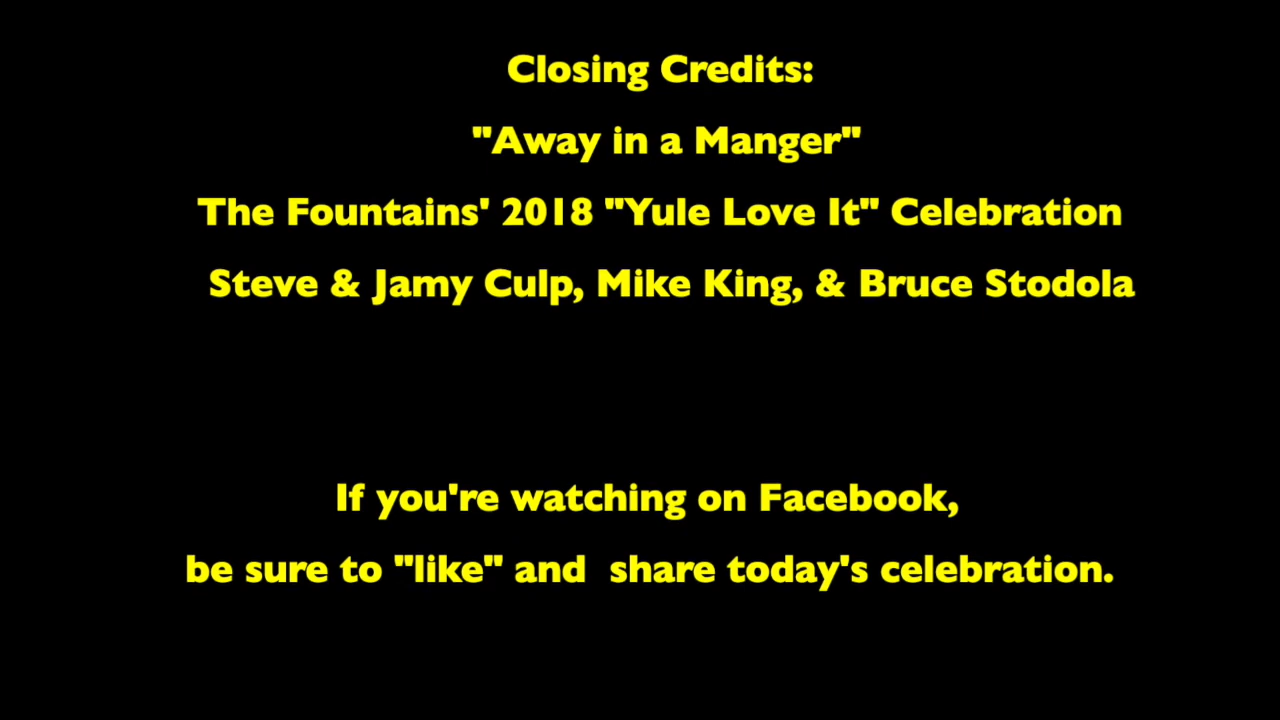 Closing Credits:
"Away in a Manger"
The Fountains' 2018 "Yule Love It" Celebration
Steve & Jamy Culp, Mike King, & Bruce Stodola
If you're watching on Facebook,
be sure to "like" and  share today's celebration.